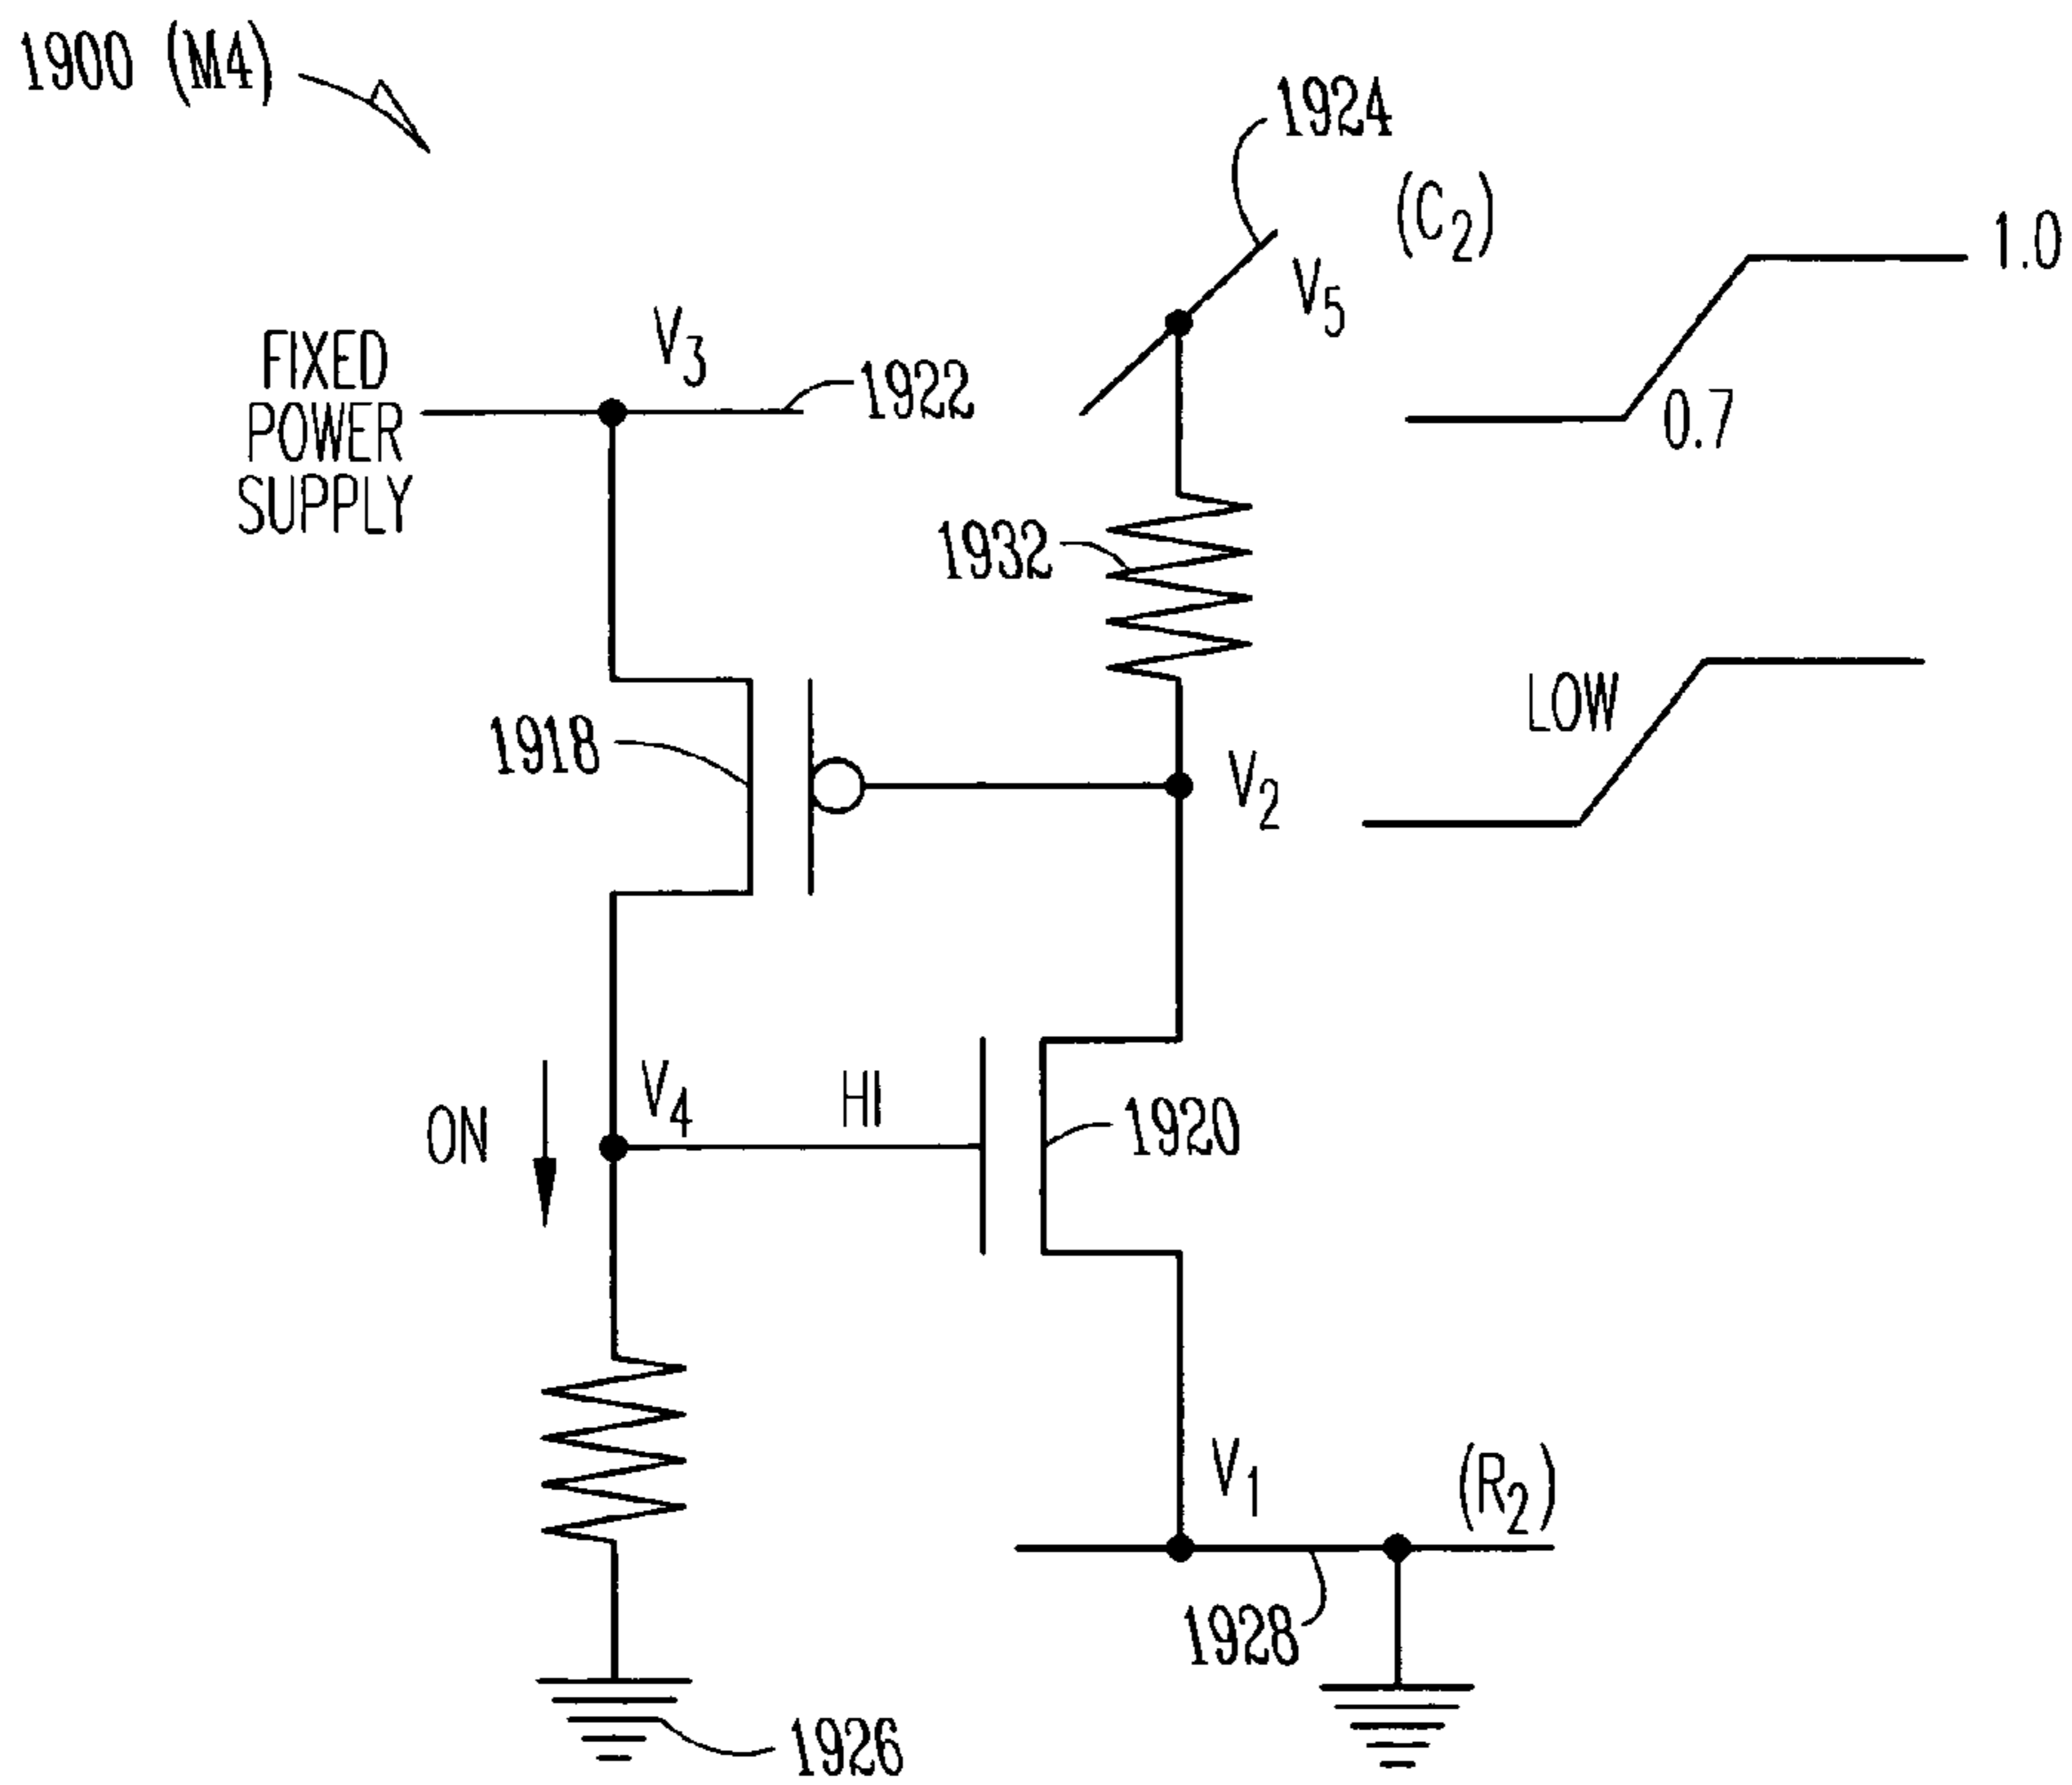 1900 (M4)
1924
(C2)
1.0
V5
V3
FIXED
POWER
SUPPLY
1922
0.7
1932
LOW
1918
V2
V4
HI
ON
1920
V1
(R2)
1928
1926